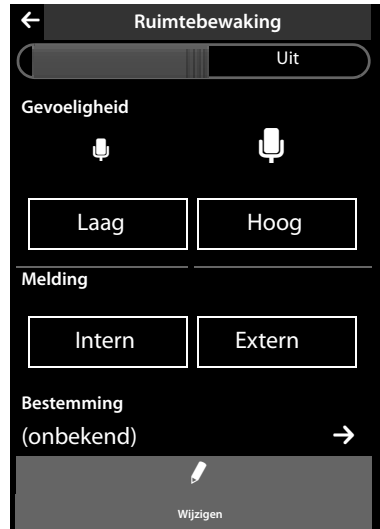 Ruimtebewaking
Uit
Gevoeligheid
Laag Hoog
Melding
Intern Extern
Bestemming
(onbekend)
Wijzigen